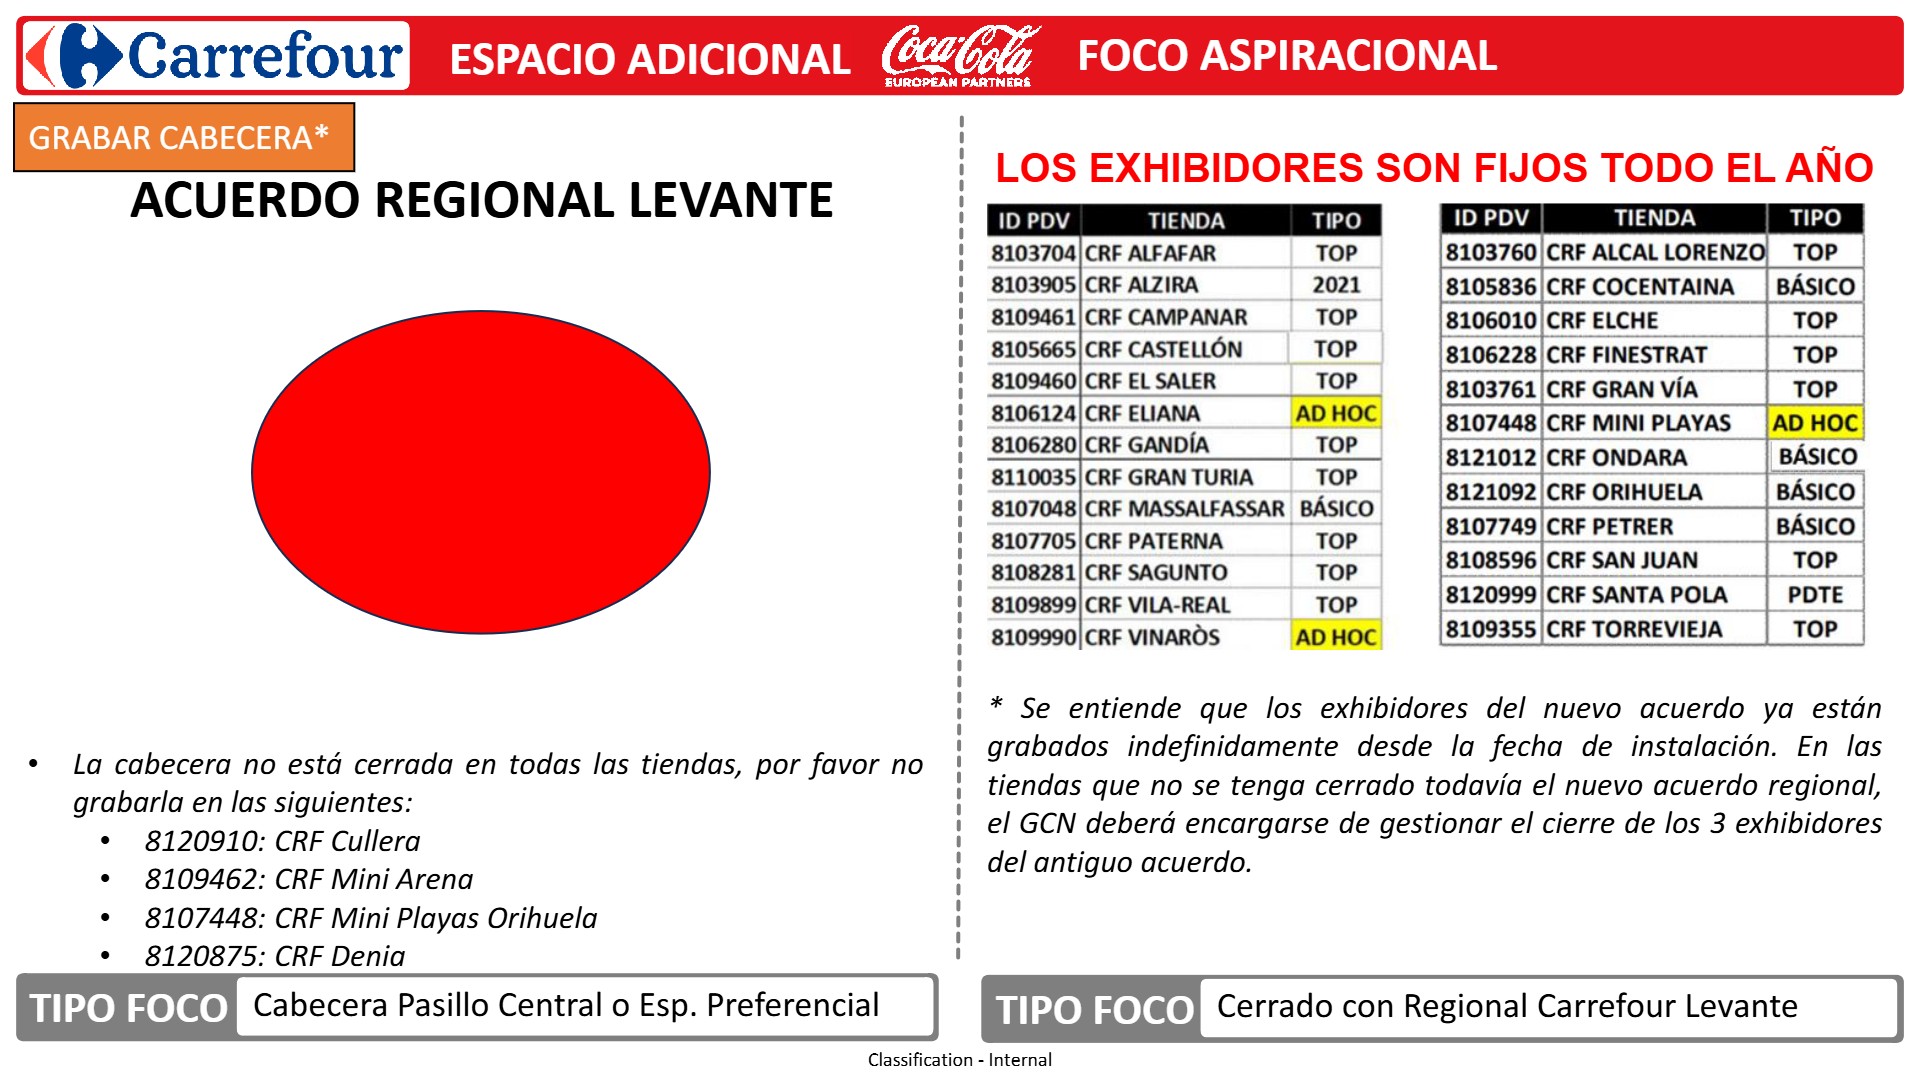 Carrefour
ESPACIO ADICIONAL
Coca-Cola
EUROPEAN PARTNERS
FOCO ASPIRACIONAL
GRABAR CABECERA*
ACUERDO REGIONAL LEVANTE
• La cabecera no está cerrada en todas las tiendas, por favor no
grabarla en las siguientes:
• 8120910: CRF Cullera
• 8109462: CRF Mini Arena
• 8107448: CRF Mini Playas Orihuela
• 8120875: CRF Denia
TIPO FOCO Cabecera Pasillo Central o Esp. Preferencial
LOS EXHIBIDORES SON FIJOS TODO EL AÑO
ID PDV TIENDA TIPO
8103704 CRF ALFAFAR TOP
8103905 CRF ALZIRA 2021
8109461 CRF CAMPANAR TOP
8105665 CRF CASTELLÓN TOP
8109460 CRF EL SALER TOP
8106124 CRF ELIANA AD HOC
8106280 CRF GANDÍA TOP
8110035 CRF GRAN TURIA TOP
8107048 CRF MASSALFASSAR BÁSICO
8107705 CRF PATERNA TOP
8108281 CRF SAGUNTO TOP
8109899 CRF VILA-REAL TOP
8109990 CRF VINARÒS AD HOC
ID PDV TIENDA TIPO
8103760 CRF ALCAL LORENZO TOP
8105836 CRF COCENTAINA BÁSICO
8106010 CRF ELCHE TOP
8106228 CRF FINESTRAT TOP
8103761 CRF GRAN VÍA TOP
8107448 CRF MINI PLAYAS AD HOC
8121012 CRF ONDARA BÁSICO
8121092 CRF ORIHUELA BÁSICO
8107749 CRF PETRER BÁSICO
8108596 CRF SAN JUAN TOP
8120999 CRF SANTA POLA PDTE
8109355 CRF TORREVIEJA TOP
* Se entiende que los exhibidores del nuevo acuerdo ya están
grabados indefinidamente desde la fecha de instalación. En las
tiendas que no se tenga cerrado todavía el nuevo acuerdo regional,
el GCN deberá encargarse de gestionar el cierre de los 3 exhibidores
del antiguo acuerdo.
TIPO FOCO Cerrado con Regional Carrefour Levante
Classification - Internal